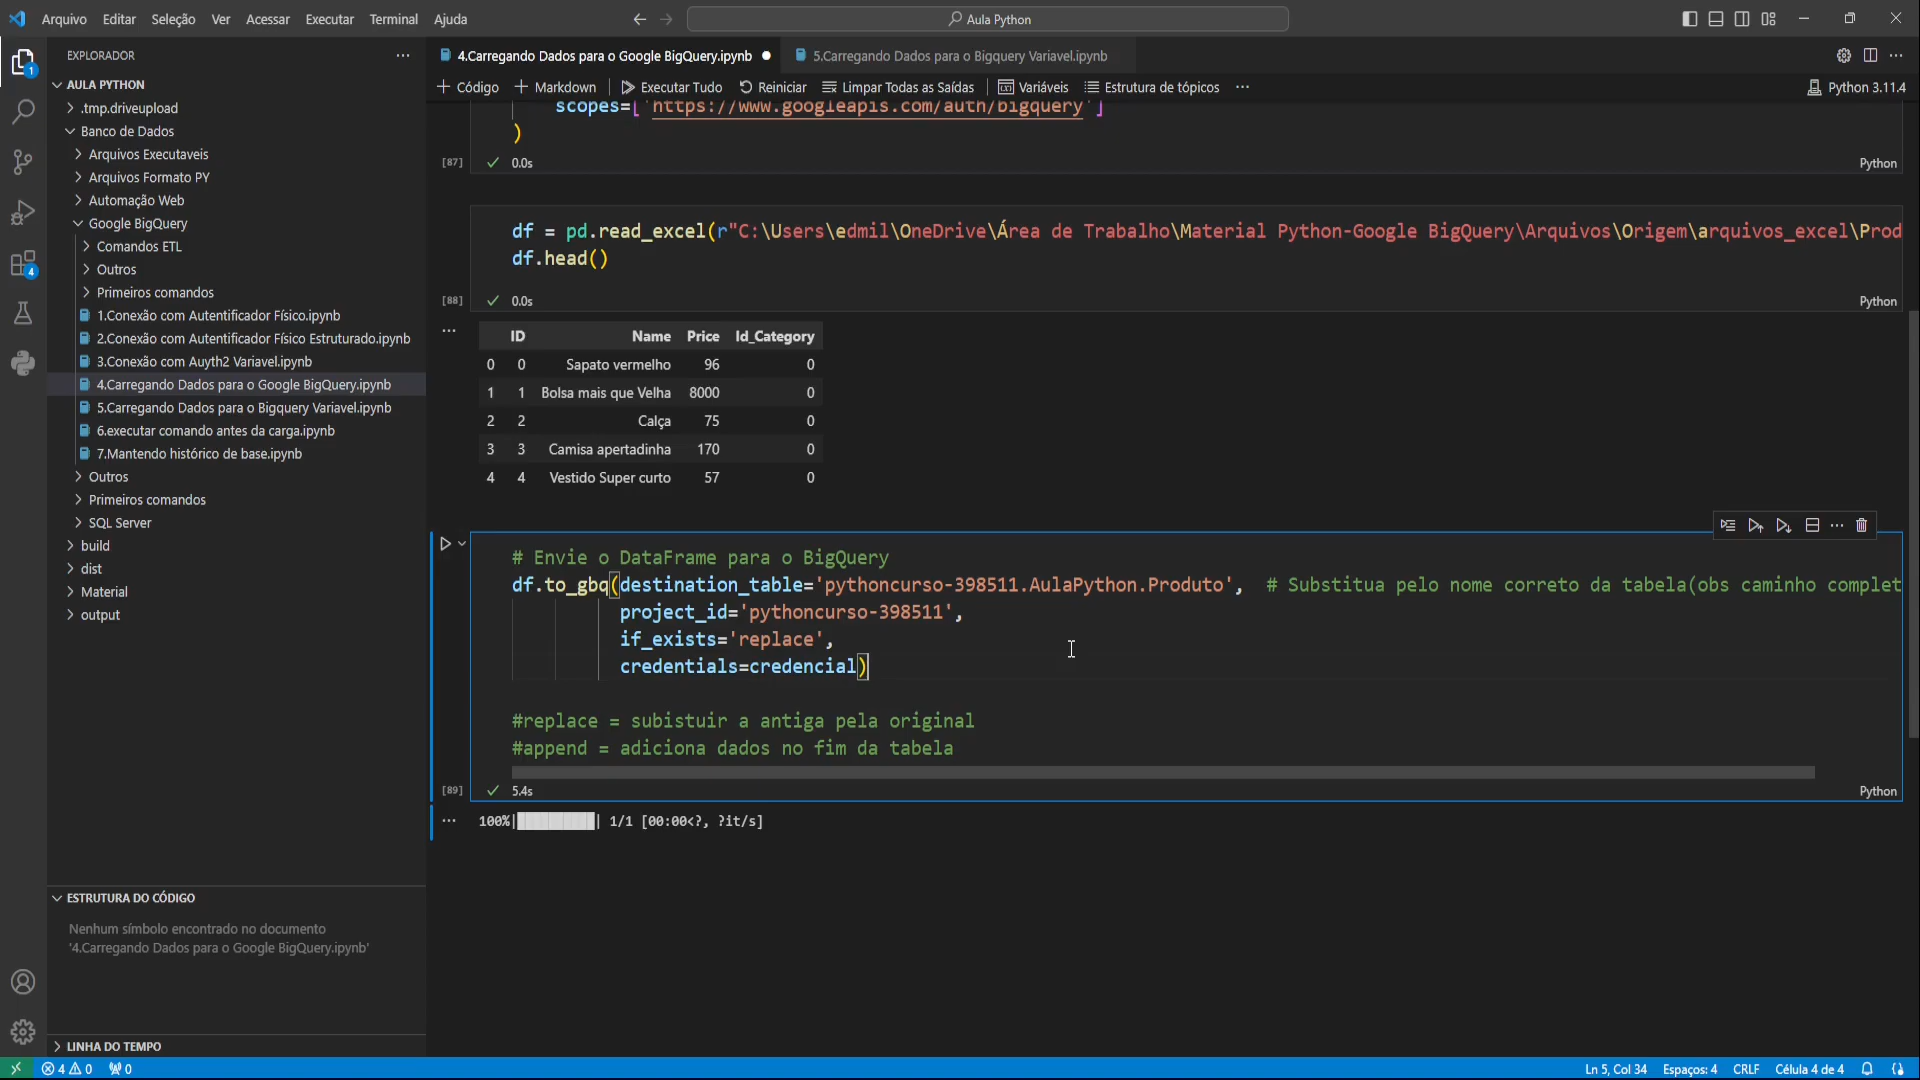 Arquivo Editar Seleção Ver Acessar Executar Terminal Ajuda
Aula Python
EXPLORADOR
AULA PYTHON
.tmp.driveupload
Banco de Dados
Arquivos Executaveis
Arquivos Formato PY
Automação Web
Google BigQuery
Comandos ETL
Outros
Primeiros comandos
1.Conexão com Autentificador Físico.ipynb
2.Conexão com Autentificador Físico Estruturado.ipynb
3.Conexão com Auyth2 Variavel.ipynb
4.Carregando Dados para o Google BigQuery.ipynb
5.Carregando Dados para o Bigquery Variavel.ipynb
6.executar comando antes da carga.ipynb
7.Mantendo histórico de base.ipynb
Outros
Primeiros comandos
SQL Server
build
dist
Material
output
ESTRUTURA DO CÓDIGO
Nenhum símbolo encontrado no documento
'4.Carregando Dados para o Google BigQuery.ipynb'
LINHA DO TEMPO
1
4
4.Carregando Dados para o Google BigQuery.ipynb
5.Carregando Dados para o Bigquery Variavel.ipynb
Código Markdown Executar Tudo Reiniciar Limpar Todas as Saídas Variáveis Estrutura de tópicos ··· Python 3.11.4
scopes=['https://www.googleapis.com/auth/bigquery']
)
[87] 0.0s Python
df = pd.read_excel(r"C:\Users\edmil\OneDrive\Área de Trabalho\Material Python-Google BigQuery\Arquivos\Origem\arquivos_excel\Prod
df.head()
[88] 0.0s Python
ID Name Price Id_Category
0 0 Sapato vermelho 96 0
1 1 Bolsa mais que Velha 8000 0
2 2 Calça 75 0
3 3 Camisa apertadinha 170 0
4 4 Vestido Super curto 57 0
# Envie o DataFrame para o BigQuery
df.to_gbq(destination_table='pythoncurso-398511.AulaPython.Produto', # Substitua pelo nome correto da tabela(obs caminho complet
project_id='pythoncurso-398511',
if_exists='replace',
credentials=credencial)
#replace = subistuir a antiga pela original
#append = adiciona dados no fim da tabela
[89] 5.4s Python
100%|██████████| 1/1 [00:00<?, ?it/s]
4 0 0 Ln 5, Col 34 Espaços: 4 CRLF Célula 4 de 4